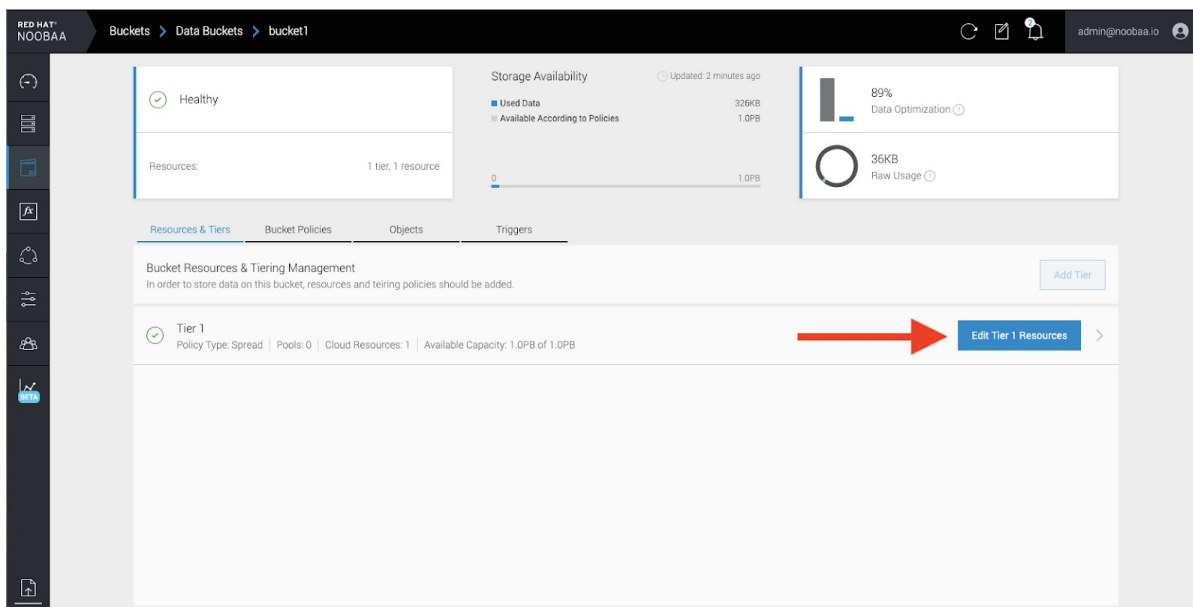 RED HAT®
NOOBAA
Buckets > Data Buckets > bucket1
2
admin@noobaa.io
Healthy
Resources: 1 tier, 1 resource
Storage Availability Updated: 2 minutes ago
Used Data 326KB
Available According to Policies 1.0PB
0 1.0PB
89%
Data Optimization ?
36KB
Raw Usage ?
fx
BETA
Resources & Tiers Bucket Policies Objects Triggers
Bucket Resources & Tiering Management
In order to store data on this bucket, resources and teiring policies should be added.
Add Tier
Tier 1
Policy Type: Spread | Pools: 0 | Cloud Resources: 1 | Available Capacity: 1.0PB of 1.0PB
Edit Tier 1 Resources